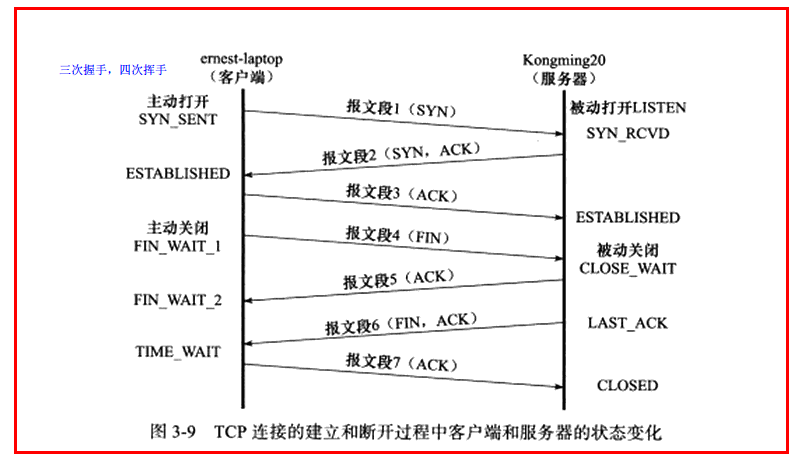 三次握手，四次挥手
ernest-laptop
（客户端）
Kongming20
（服务器）
主动打开
SYN_SENT
报文段1（SYN）
被动打开LISTEN
SYN_RCVD
报文段2（SYN，ACK）
ESTABLISHED
报文段3（ACK）
ESTABLISHED
主动关闭
FIN_WAIT_1
报文段4（FIN）
被动关闭
CLOSE_WAIT
报文段5（ACK）
FIN_WAIT_2
报文段6（FIN，ACK）
LAST_ACK
TIME_WAIT
报文段7（ACK）
CLOSED
图 3-9 TCP 连接的建立和断开过程中客户端和服务器的状态变化